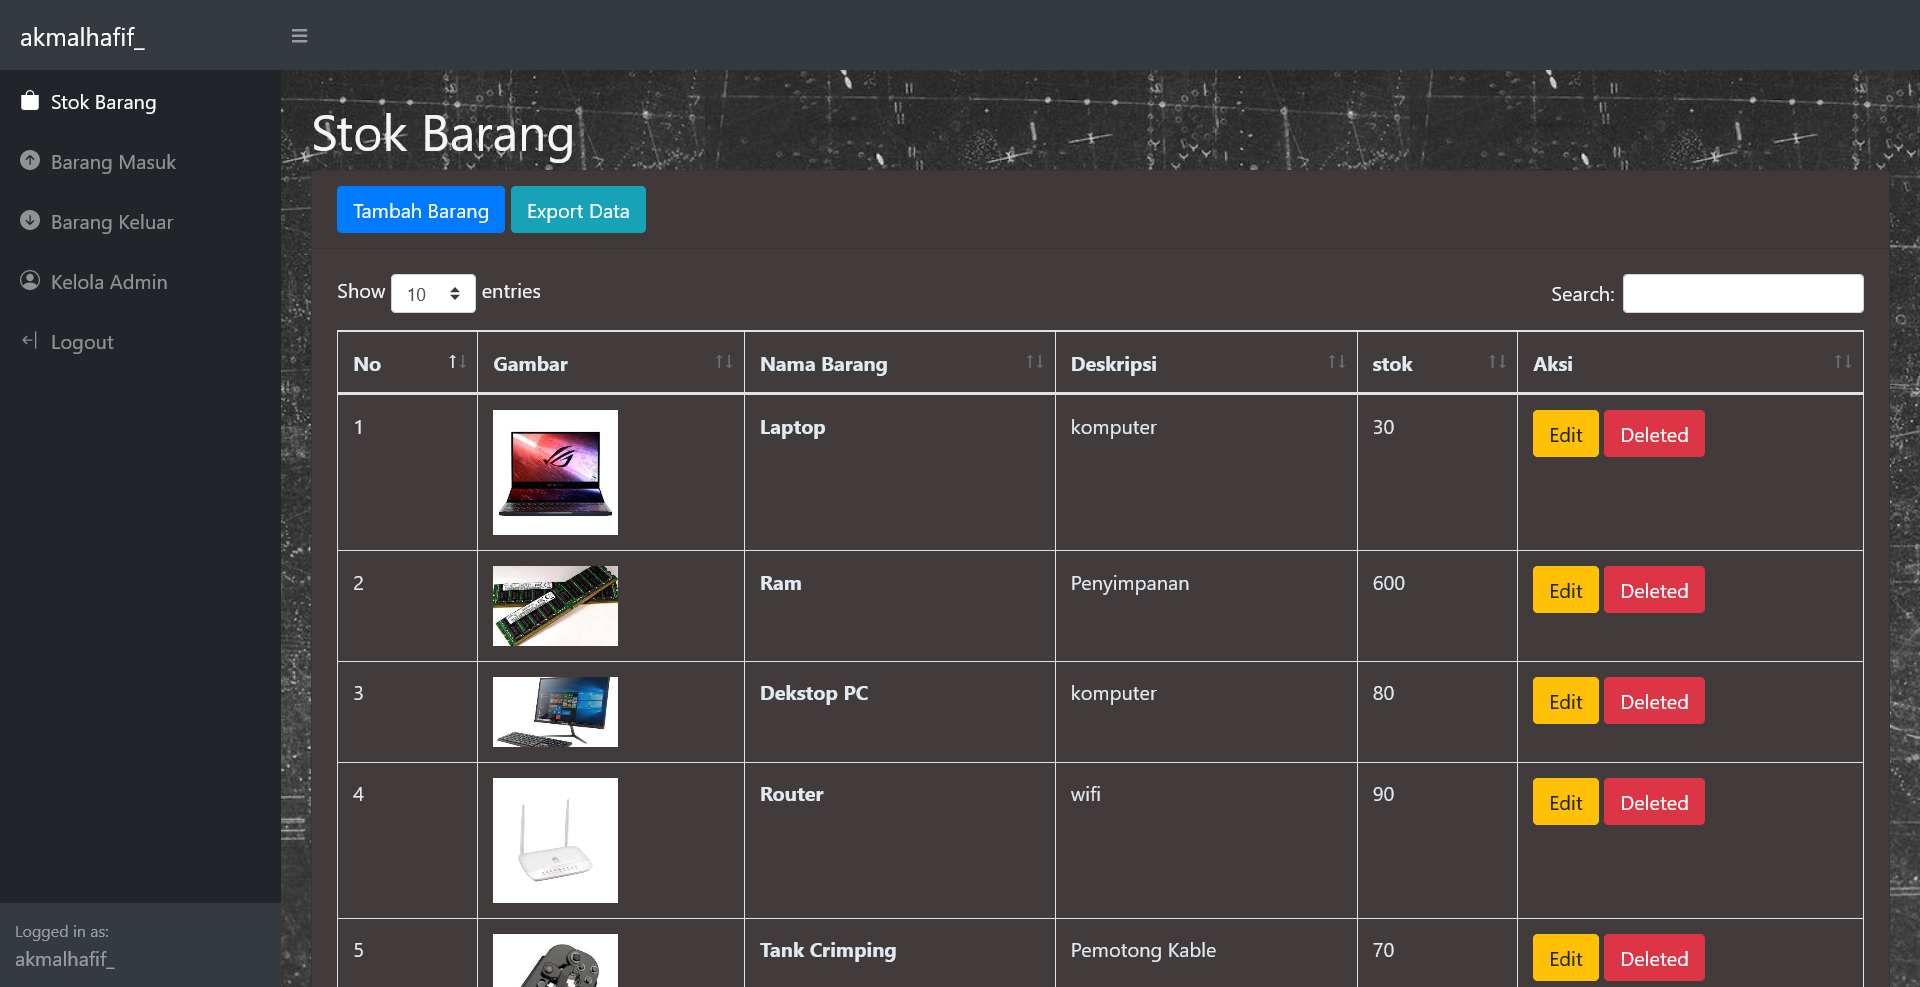 akmalhafif_
Stok Barang
Barang Masuk
Barang Keluar
Kelola Admin
Logout
Logged in as:
akmalhafif_
Stok Barang
Tambah Barang Export Data
Show 10 entries Search:
No Gambar Nama Barang Deskripsi stok Aksi
1 Laptop komputer 30 Edit Deleted
2 Ram Penyimpanan 600 Edit Deleted
3 Dekstop PC komputer 80 Edit Deleted
4 Router wifi 90 Edit Deleted
5 Tank Crimping Pemotong Kable 70 Edit Deleted